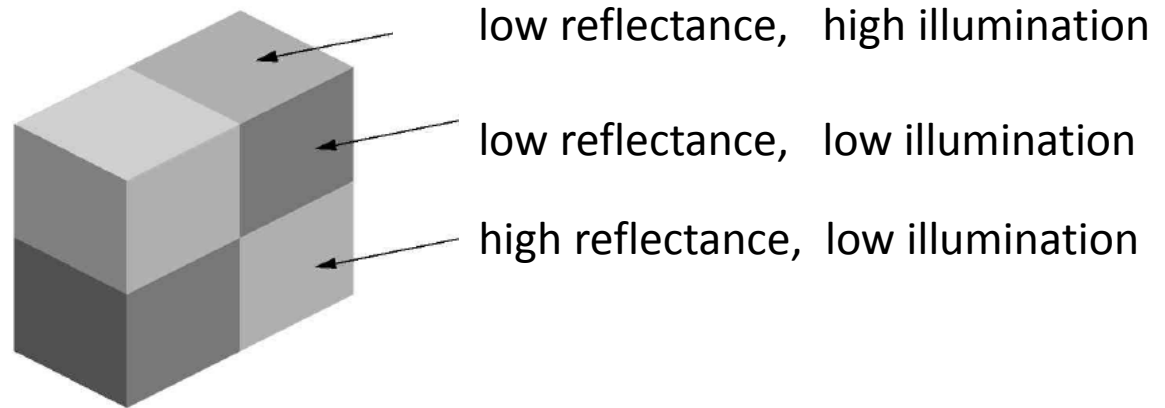 low reflectance, high illumination
low reflectance, low illumination
high reflectance, low illumination